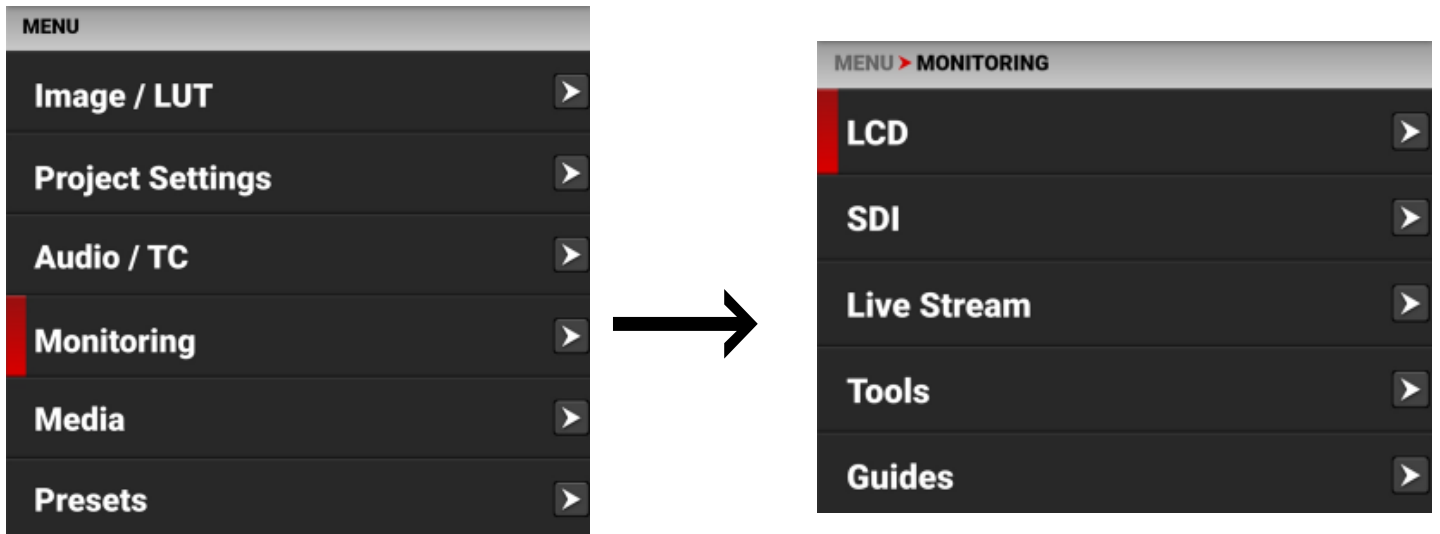 MENU
Image / LUT
Project Settings
Audio / TC
Monitoring
Media
Presets
MENU > MONITORING
LCD
SDI
Live Stream
Tools
Guides